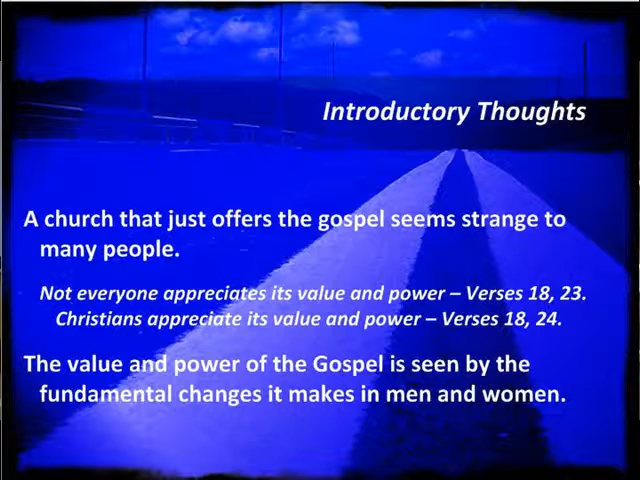 Introductory Thoughts
A church that just offers the gospel seems strange to
many people.
Not everyone appreciates its value and power – Verses 18, 23.
Christians appreciate its value and power – Verses 18, 24.
The value and power of the Gospel is seen by the
fundamental changes it makes in men and women.